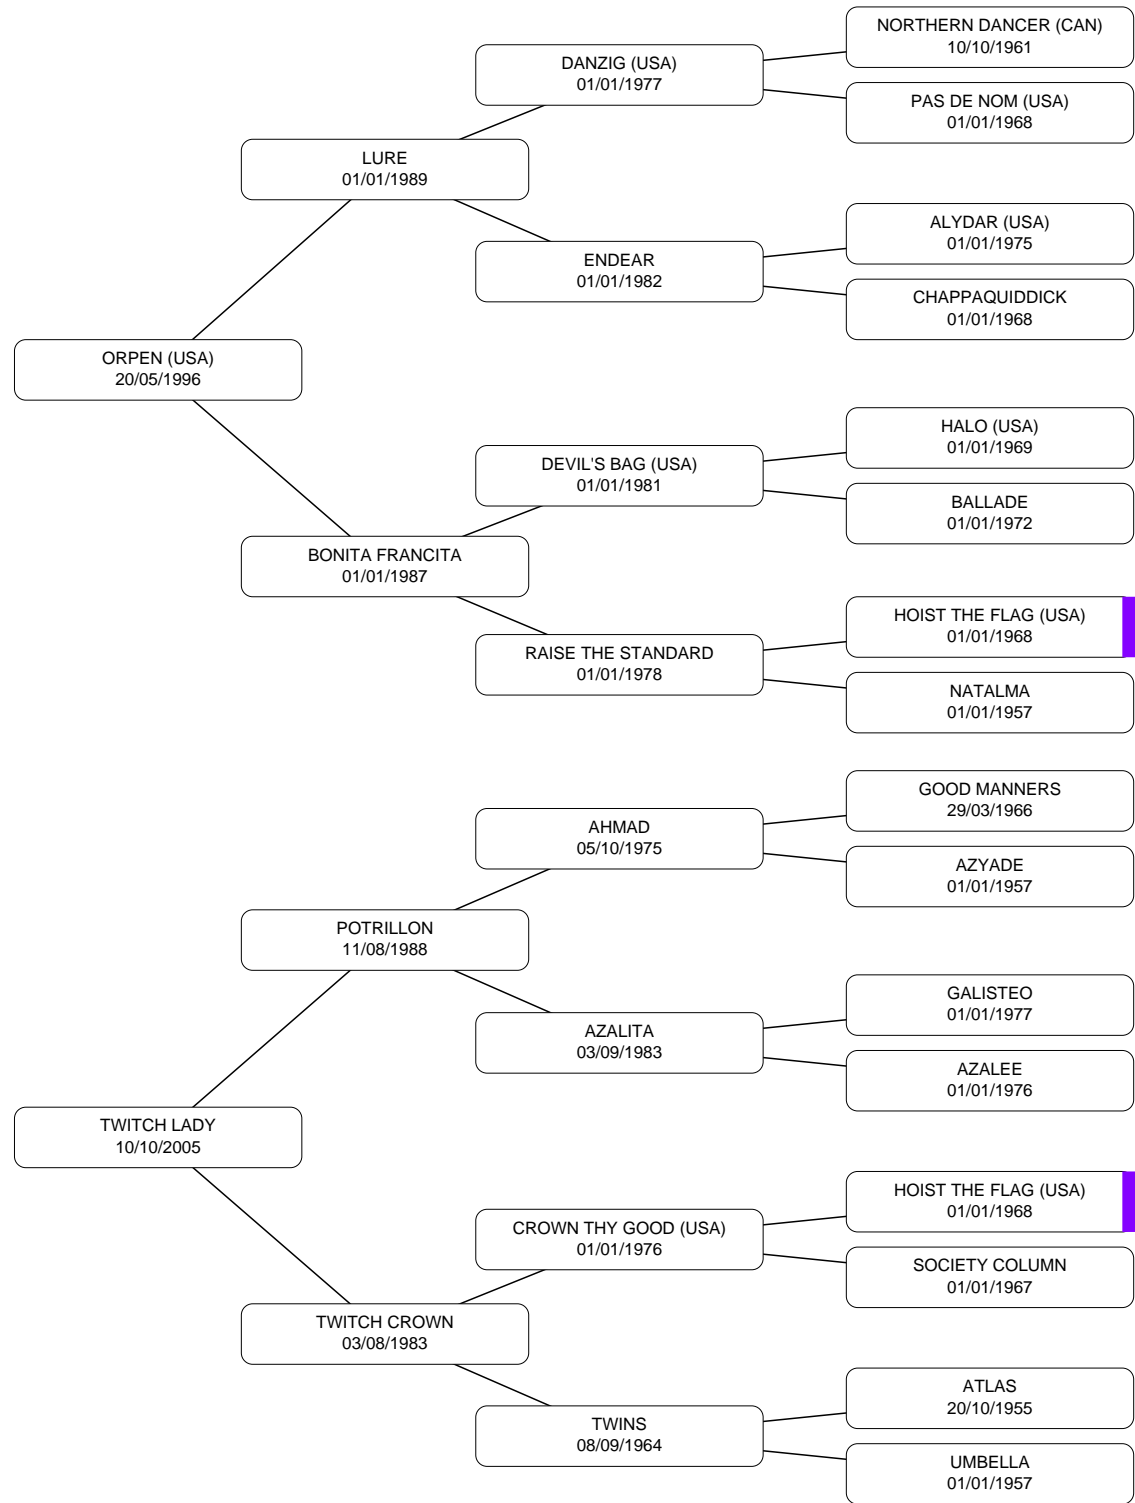 NORTHERN DANCER (CAN)
10/10/1961
DANZIG (USA)
01/01/1977
PAS DE NOM (USA)
01/01/1968
LURE
01/01/1989
ALYDAR (USA)
01/01/1975
ENDEAR
01/01/1982
CHAPPAQUIDDICK
01/01/1968
ORPEN (USA)
20/05/1996
HALO (USA)
01/01/1969
DEVIL'S BAG (USA)
01/01/1981
BALLADE
01/01/1972
BONITA FRANCITA
01/01/1987
HOIST THE FLAG (USA)
01/01/1968
RAISE THE STANDARD
01/01/1978
NATALMA
01/01/1957
GOOD MANNERS
29/03/1966
AHMAD
05/10/1975
AZYADE
01/01/1957
POTRILLON
11/08/1988
GALISTEO
01/01/1977
AZALITA
03/09/1983
AZALEE
01/01/1976
TWITCH LADY
10/10/2005
HOIST THE FLAG (USA)
01/01/1968
CROWN THY GOOD (USA)
01/01/1976
SOCIETY COLUMN
01/01/1967
TWITCH CROWN
03/08/1983
ATLAS
20/10/1955
TWINS
08/09/1964
UMBELLA
01/01/1957